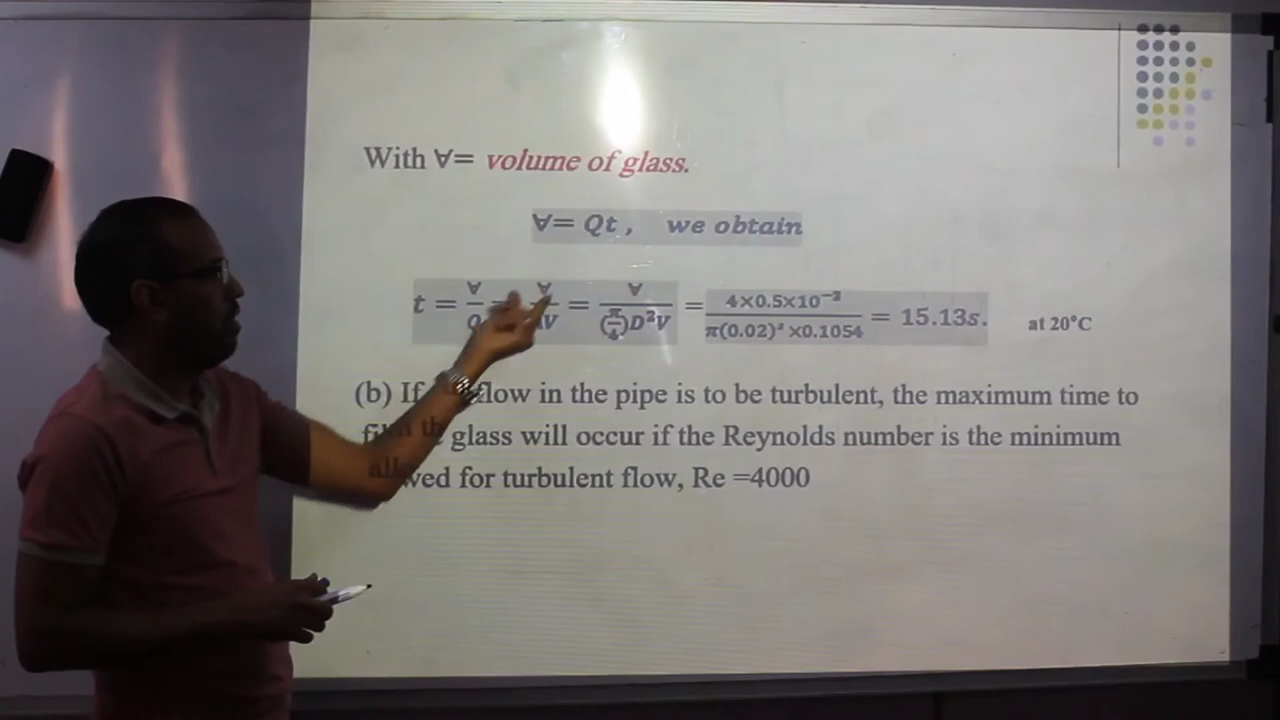 With ∀= volume of glass.
∀= Qt , we obtain
t = ∀/Q = ∀/AV = ∀/(π/4)D²V = 4×0.5×10⁻³/π(0.02)²×0.1054 = 15.13s. at 20°C
(b) If flow in the pipe is to be turbulent, the maximum time to
glass will occur if the Reynolds number is the minimum
allowed for turbulent flow, Re =4000